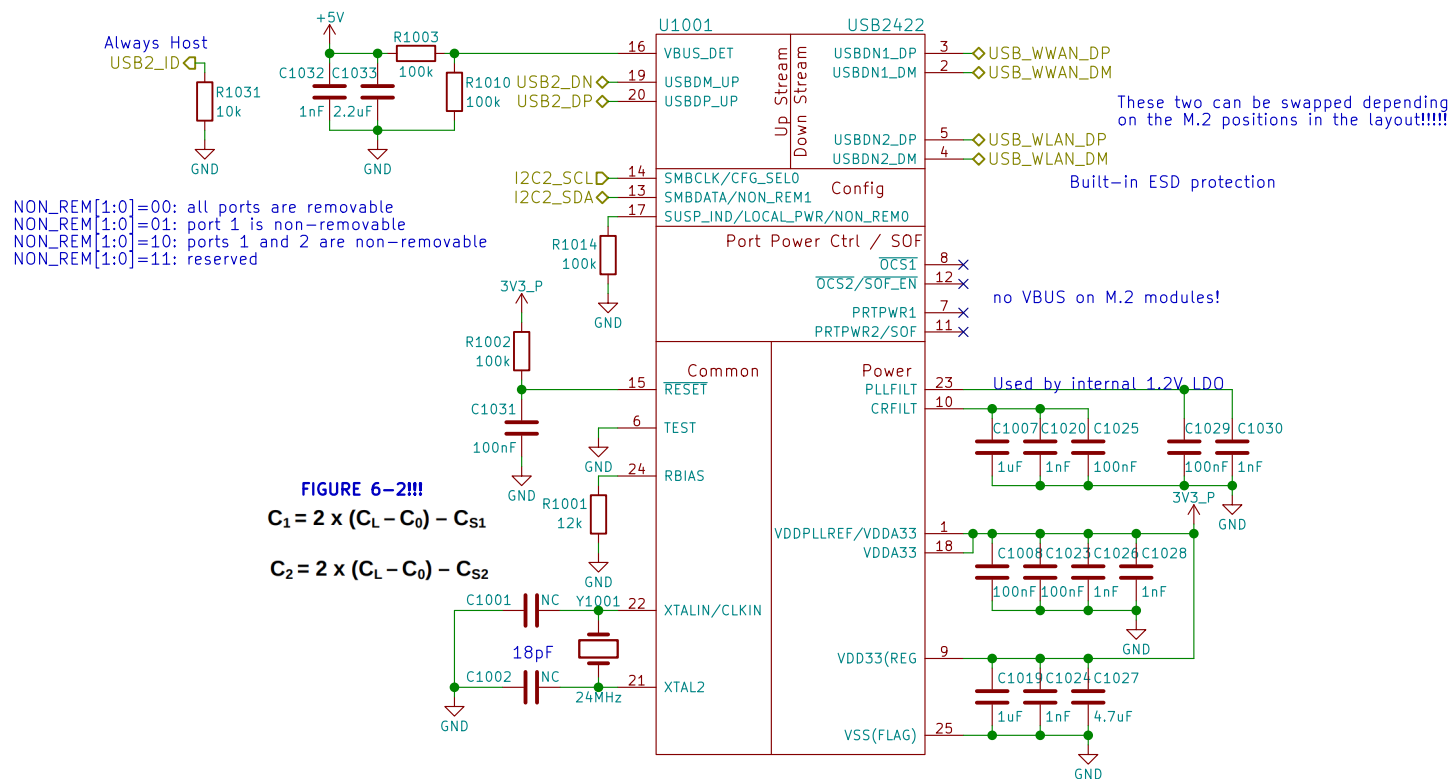 +5V
U1001
USB2422
Always Host
USB2_ID
R1003
100k
16
VBUS_DET
USBDN1_DP
3
USB_WWAN_DP
C1032
C1033
R1010
100k
USB2_DN
19
USBDM_UP
USBDN1_DM
2
USB_WWAN_DM
R1031
10k
1nF
2.2uF
USB2_DP
20
USBDP_UP
Up Stream
Down Stream
These two can be swapped depending
on the M.2 positions in the layout!!!!!
USBDN2_DP
5
USB_WLAN_DP
USBDN2_DM
4
USB_WLAN_DM
GND
GND
I2C2_SCL
14
SMBCLK/CFG_SEL0
Config
Built-in ESD protection
I2C2_SDA
13
SMBDATA/NON_REM1
17
SUSP_IND/LOCAL_PWR/NON_REM0
NON_REM[1:0]=00: all ports are removable
NON_REM[1:0]=01: port 1 is non-removable
NON_REM[1:0]=10: ports 1 and 2 are non-removable
NON_REM[1:0]=11: reserved
R1014
100k
GND
Port Power Ctrl / SOF
OCS1
8
OCS2/SOF_EN
12
no VBUS on M.2 modules!
PRTPWR1
7
PRTPWR2/SOF
11
3V3_P
R1002
100k
Common
Power
15
RESET
PLLFILT
23
Used by internal 1.2V LDO
CRFILT
10
C1031
100nF
GND
6
TEST
GND
C1007
1uF
C1020
1nF
C1025
100nF
C1029
100nF
C1030
1nF
GND
24
RBIAS
R1001
12k
GND
FIGURE 6-2!!!
C1 = 2 x (CL – C0) – CS1
C2 = 2 x (CL – C0) – CS2
3V3_P
VDDPLLREF/VDDA33
1
VDDA33
18
C1008
100nF
C1023
100nF
C1026
1nF
C1028
1nF
GND
C1001
NC
Y1001
22
XTALIN/CLKIN
18pF
24MHz
C1002
NC
21
XTAL2
GND
VDD33(REG
9
C1019
1uF
C1024
1nF
C1027
4.7uF
VSS(FLAG)
25
GND